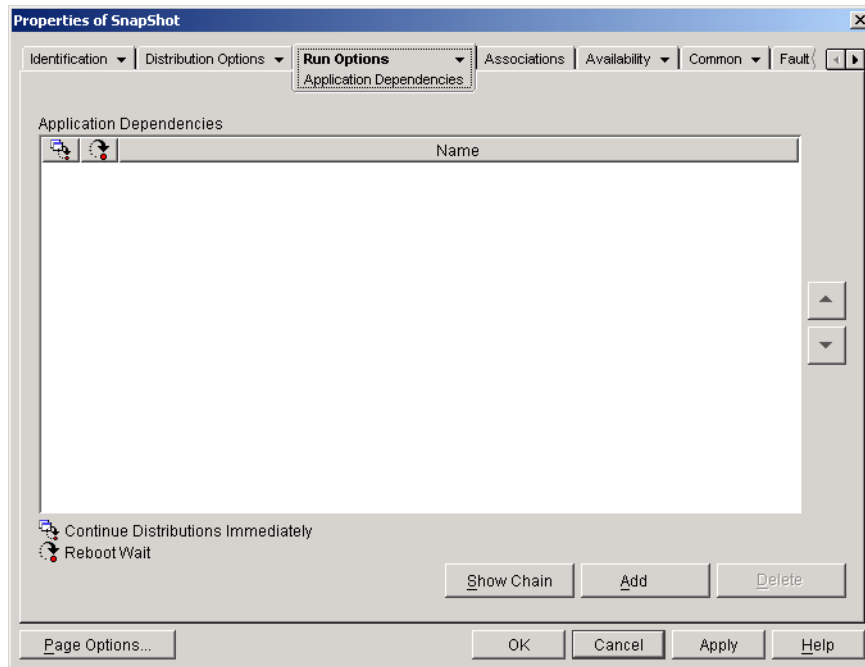 Properties of SnapShot
Identification
Distribution Options
Run Options
Application Dependencies
Associations
Availability
Common
Fault
Application Dependencies
Name
Continue Distributions Immediately
Reboot Wait
Show Chain
Add
Delete
Page Options...
OK
Cancel
Apply
Help